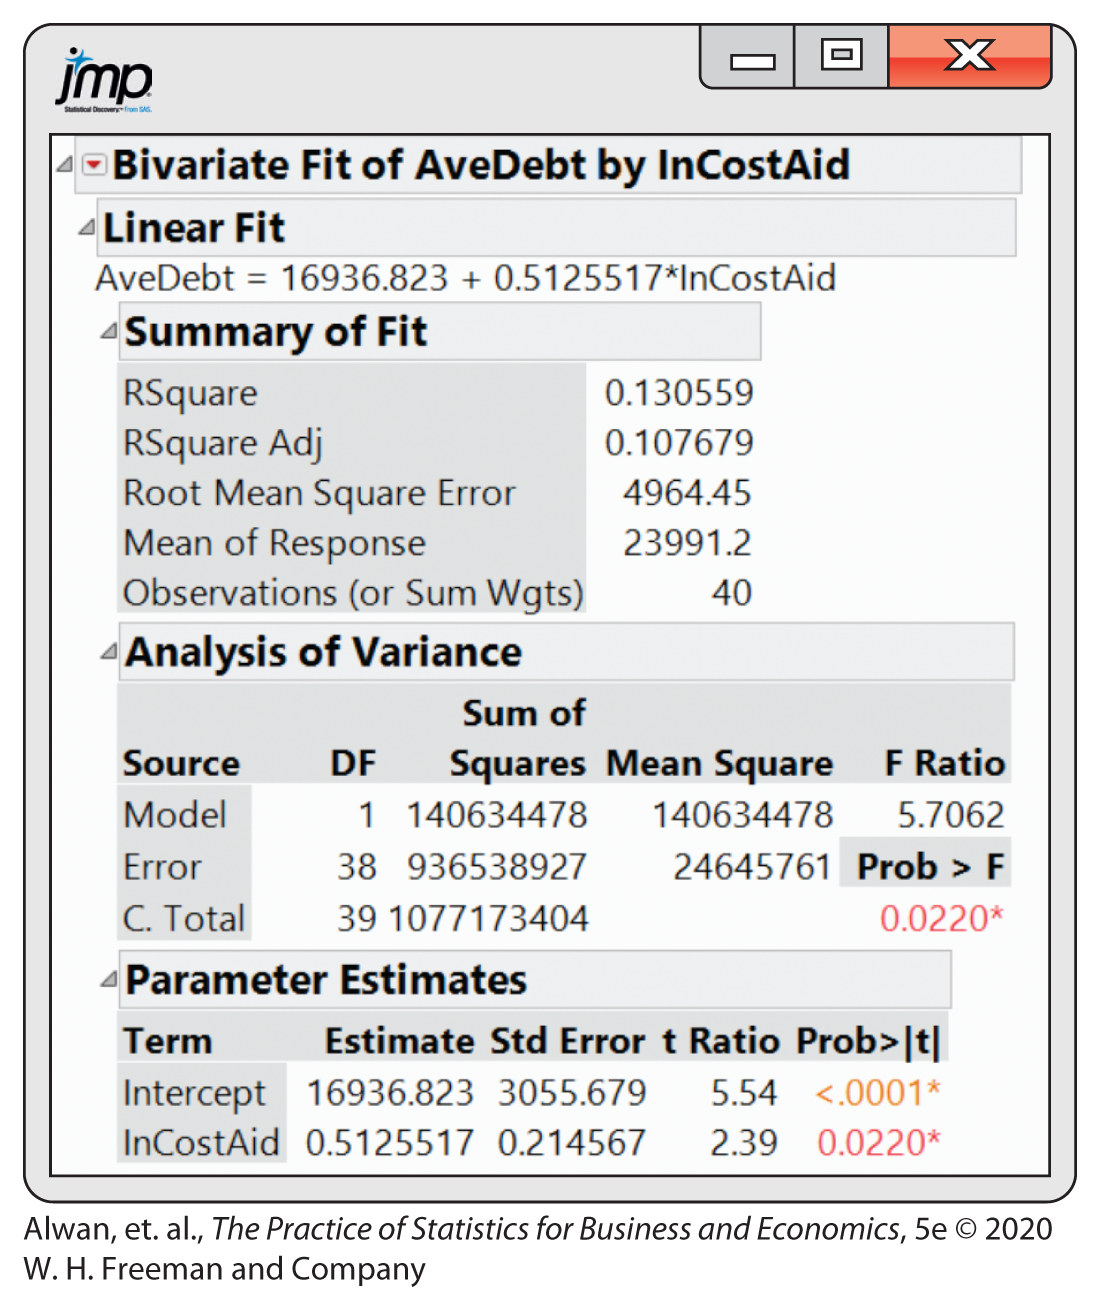 jmp
Statistical Discovery.™ From SAS.
Bivariate Fit of AveDebt by InCostAid
Linear Fit
AveDebt = 16936.823 + 0.5125517*InCostAid
Summary of Fit
RSquare 0.130559
RSquare Adj 0.107679
Root Mean Square Error 4964.45
Mean of Response 23991.2
Observations (or Sum Wgts) 40
Analysis of Variance
Sum of
Source DF Squares Mean Square F Ratio
Model 1 140634478 140634478 5.7062
Error 38 936538927 24645761 Prob > F
C. Total 39 1077173404 0.0220*
Parameter Estimates
Term Estimate Std Error t Ratio Prob>|t|
Intercept 16936.823 3055.679 5.54 <.0001*
InCostAid 0.5125517 0.214567 2.39 0.0220*
Alwan, et. al., The Practice of Statistics for Business and Economics, 5e © 2020
W. H. Freeman and Company